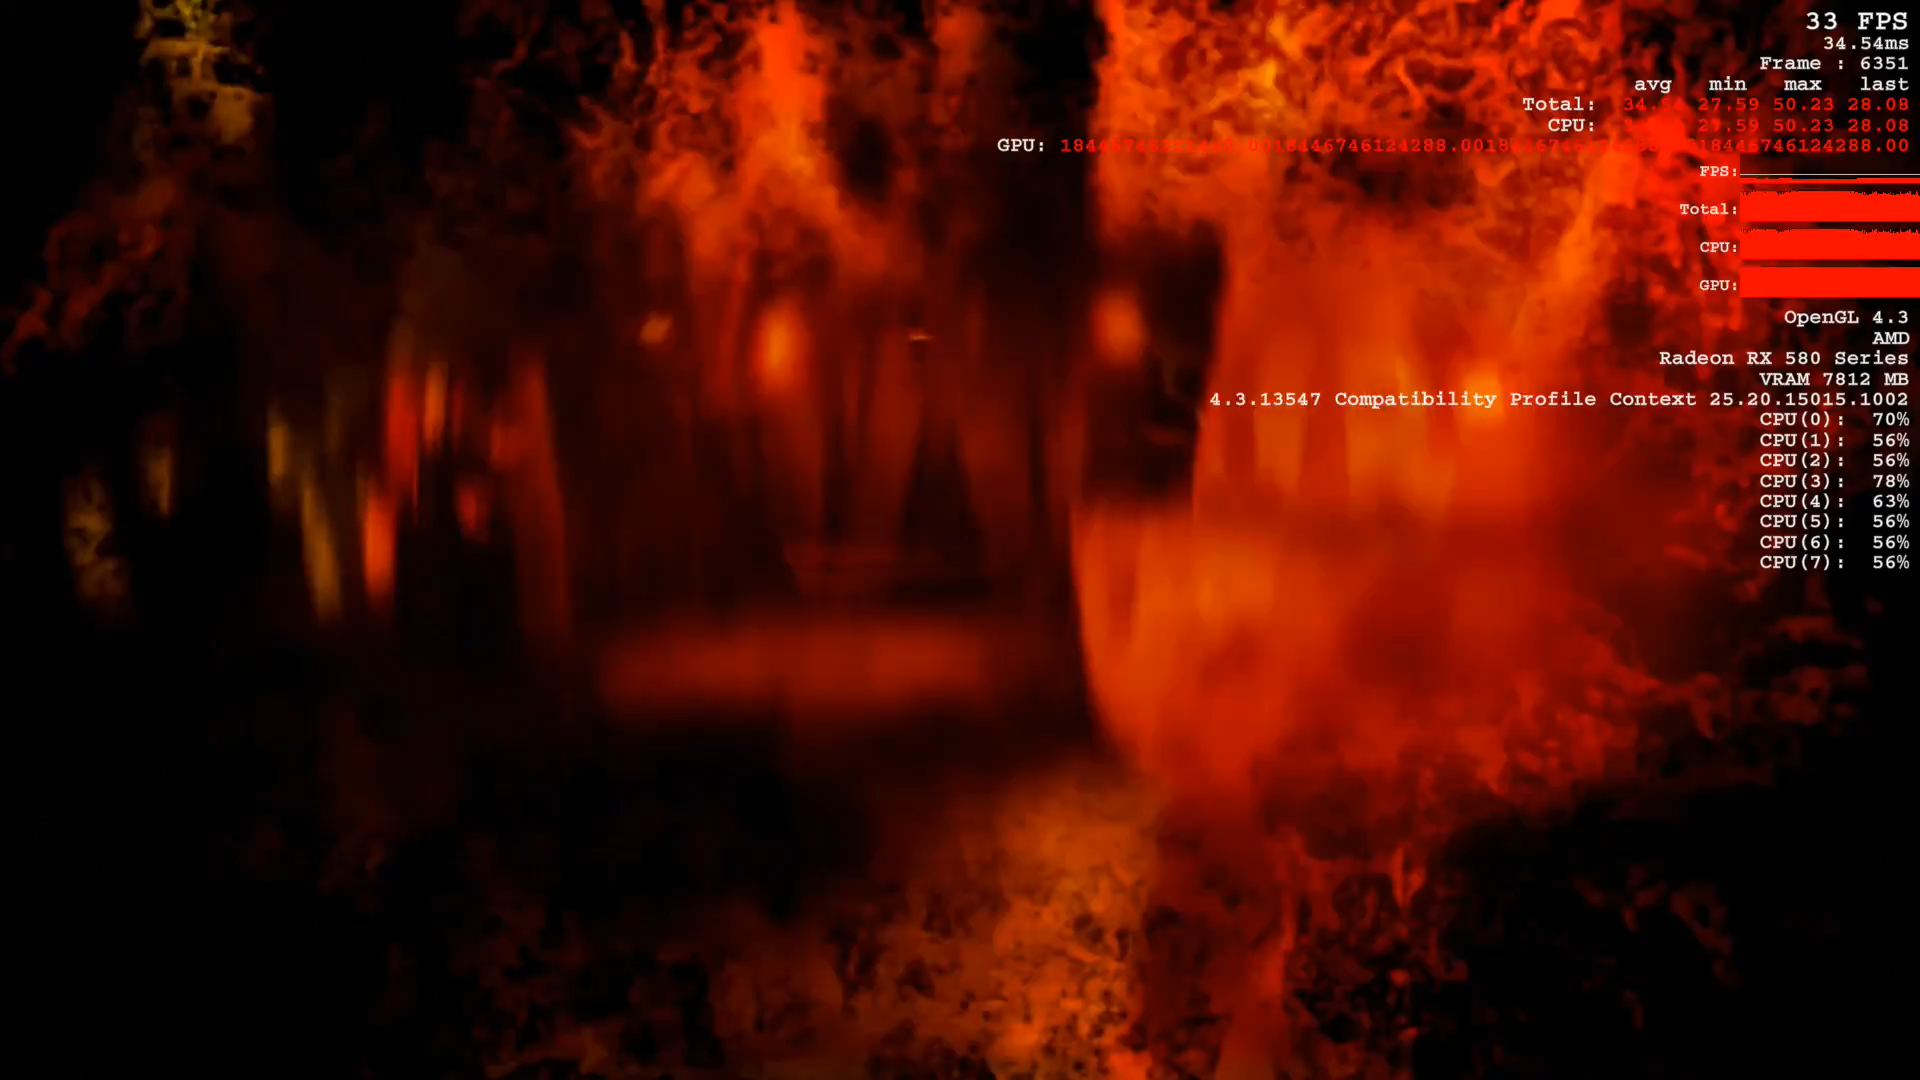 33 FPS
34.54ms
Frame : 6351
avg min max last
Total: 27.59 50.23 28.08
CPU: 27.59 50.23 28.08
GPU:
FPS:
Total:
CPU:
GPU:
OpenGL 4.3
AMD
Radeon RX 580 Series
VRAM 7812 MB
4.3.13547 Compatibility Profile Context 25.20.15015.1002
CPU(0): 70%
CPU(1): 56%
CPU(2): 56%
CPU(3): 78%
CPU(4): 63%
CPU(5): 56%
CPU(6): 56%
CPU(7): 56%